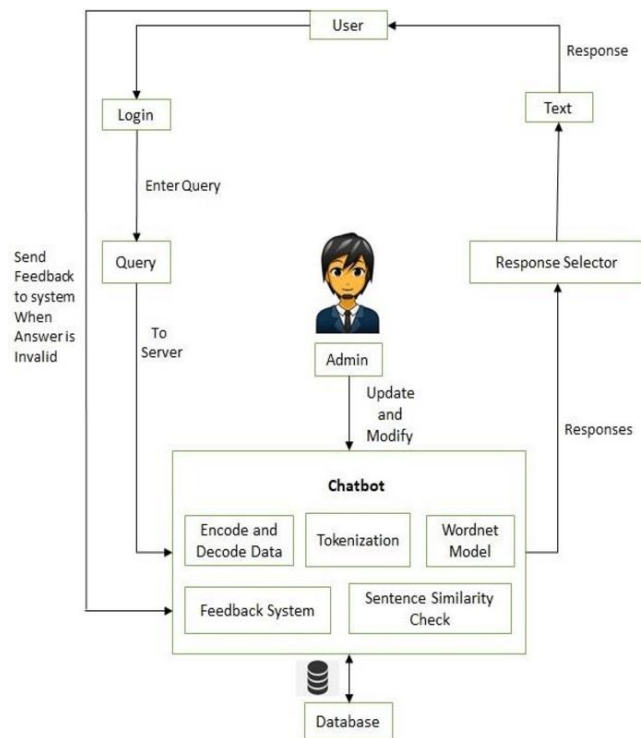 User
Response
Login
Text
Enter Query
Send
Feedback
to system
When
Answer is
Invalid
Query
Response Selector
To
Server
Admin
Update
and
Modify
Responses
Chatbot
Encode and
Decode Data
Tokenization
Wordnet
Model
Feedback System
Sentence Similarity
Check
Database